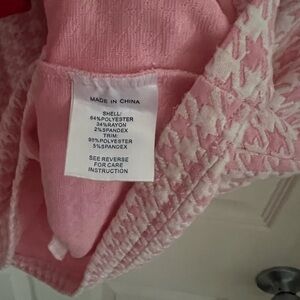 MADE IN CHINA
SHELL:
64%POLYESTER
34%RAYON
2%SPANDEX
TRIM:
95%POLYESTER
5%SPANDEX
SEE REVERSE
FOR CARE
INSTRUCTION